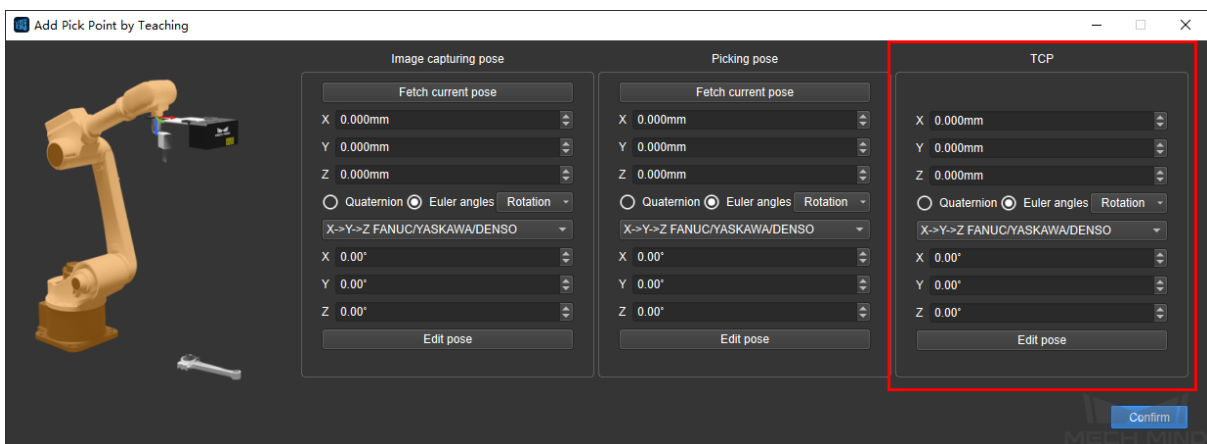 Add Pick Point by Teaching
Image capturing pose Picking pose TCP
Fetch current pose Fetch current pose
X 0.000mm X 0.000mm X 0.000mm
Y 0.000mm Y 0.000mm Y 0.000mm
Z 0.000mm Z 0.000mm Z 0.000mm
Quaternion Euler angles Rotation Quaternion Euler angles Rotation Quaternion Euler angles Rotation
X->Y->Z FANUC/YASKAWA/DENSO X->Y->Z FANUC/YASKAWA/DENSO X->Y->Z FANUC/YASKAWA/DENSO
X 0.00° X 0.00° X 0.00°
Y 0.00° Y 0.00° Y 0.00°
Z 0.00° Z 0.00° Z 0.00°
Edit pose Edit pose Edit pose
Confirm
MECH MIND